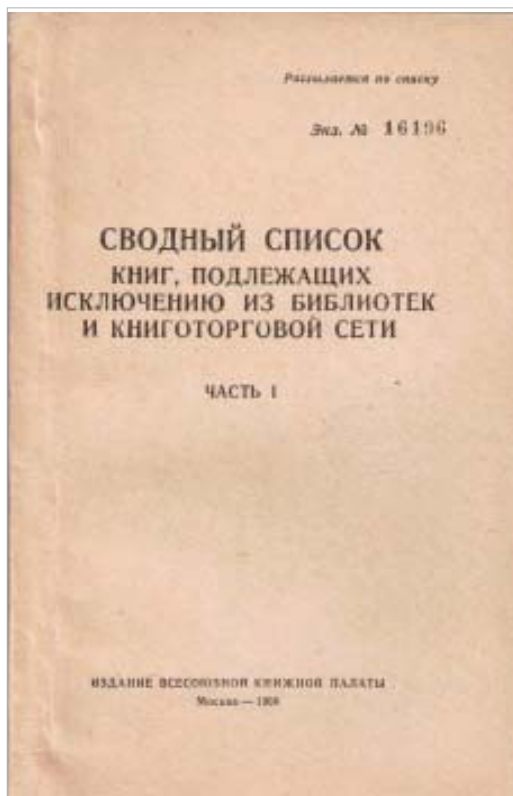 Рассылается по списку
Экз. № 16196
СВОДНЫЙ СПИСОК
КНИГ, ПОДЛЕЖАЩИХ
ИСКЛЮЧЕНИЮ ИЗ БИБЛИОТЕК
И КНИГОТОРГОВОЙ СЕТИ
ЧАСТЬ I
ИЗДАНИЕ ВСЕСОЮЗНОЙ КНИЖНОЙ ПАЛАТЫ
Москва —